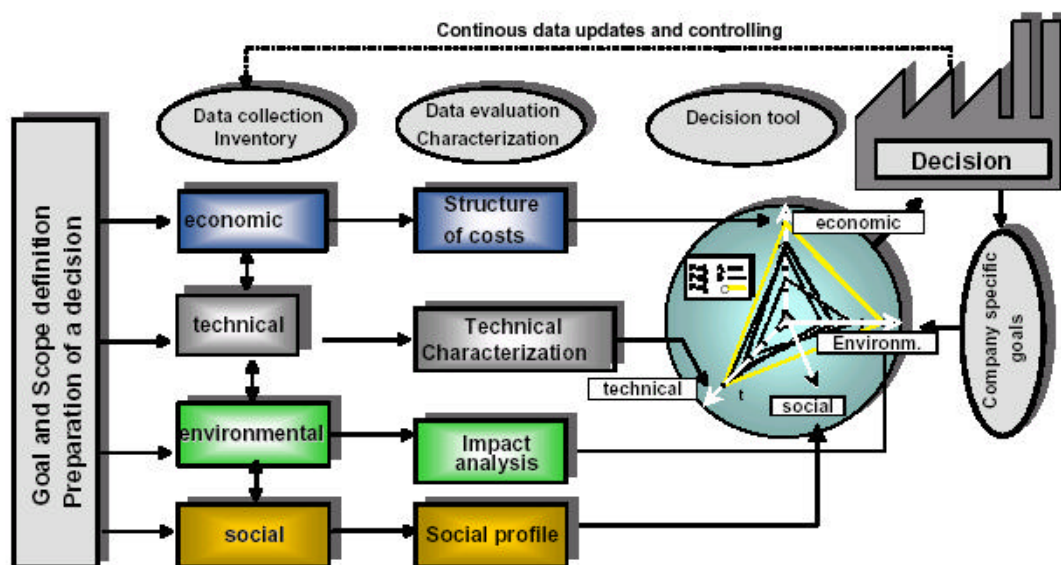 Continous data updates and controlling
Data collection
Inventory
Data evaluation
Characterization
Decision tool
Decision
Goal and Scope definition
Preparation of a decision
economic
Structure
of costs
economic
technical
Technical
Characterization
technical
Environm.
social
t
Company specific
goals
environmental
Impact
analysis
social
Social profile